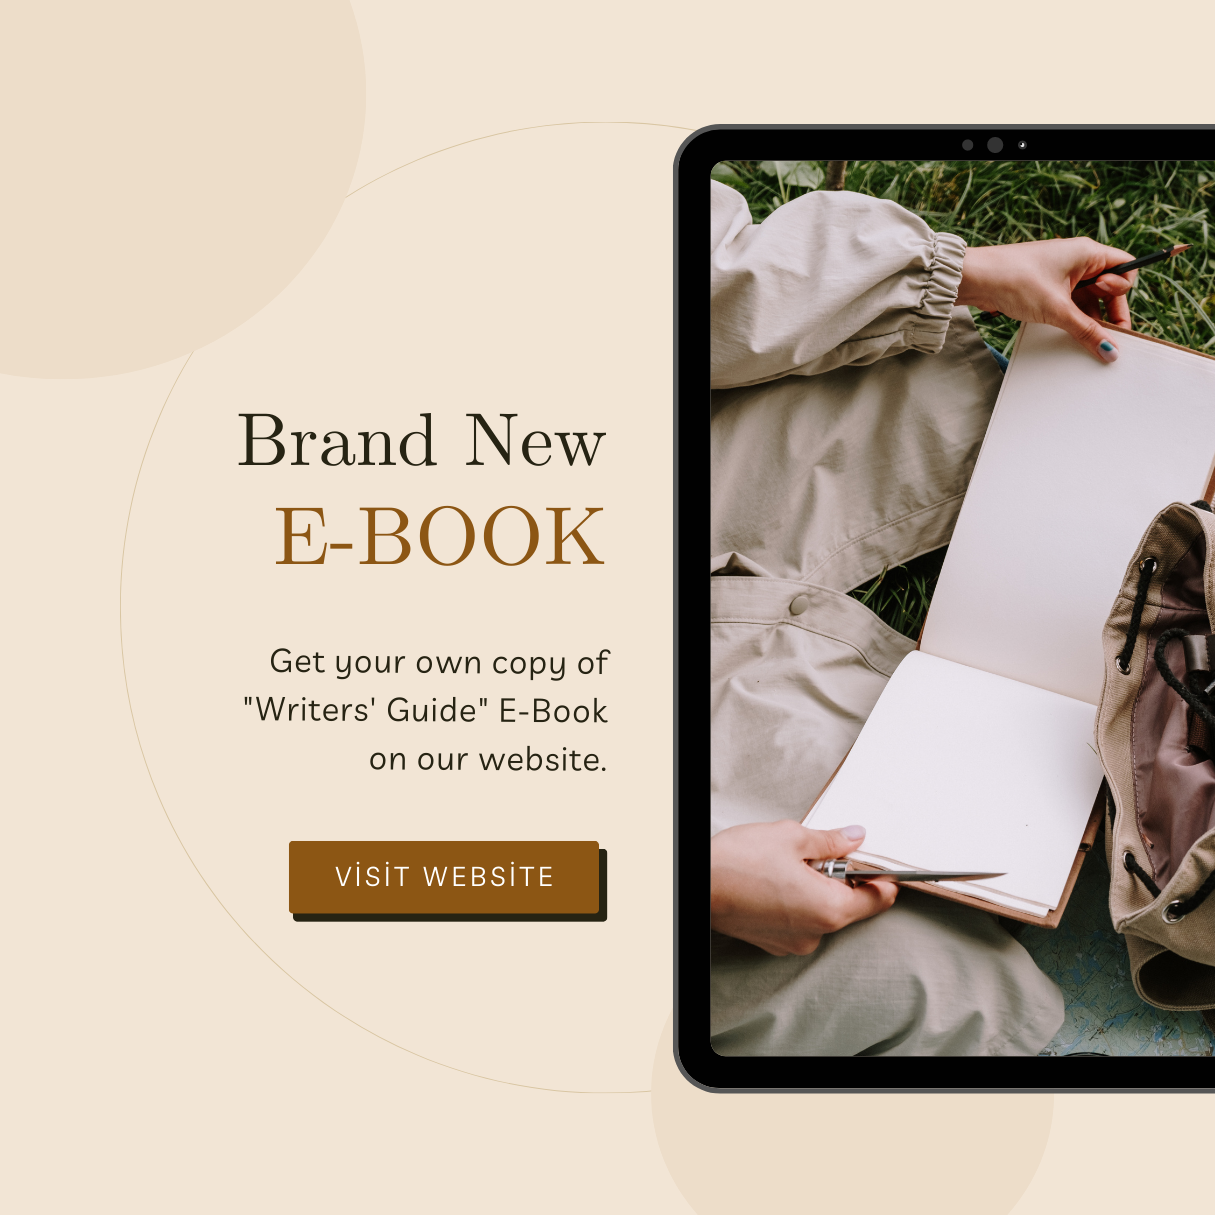 Brand New
E-BOOK
Get your own copy of
"Writers' Guide" E-Book
on our website.
VİSİT WEBSİTE